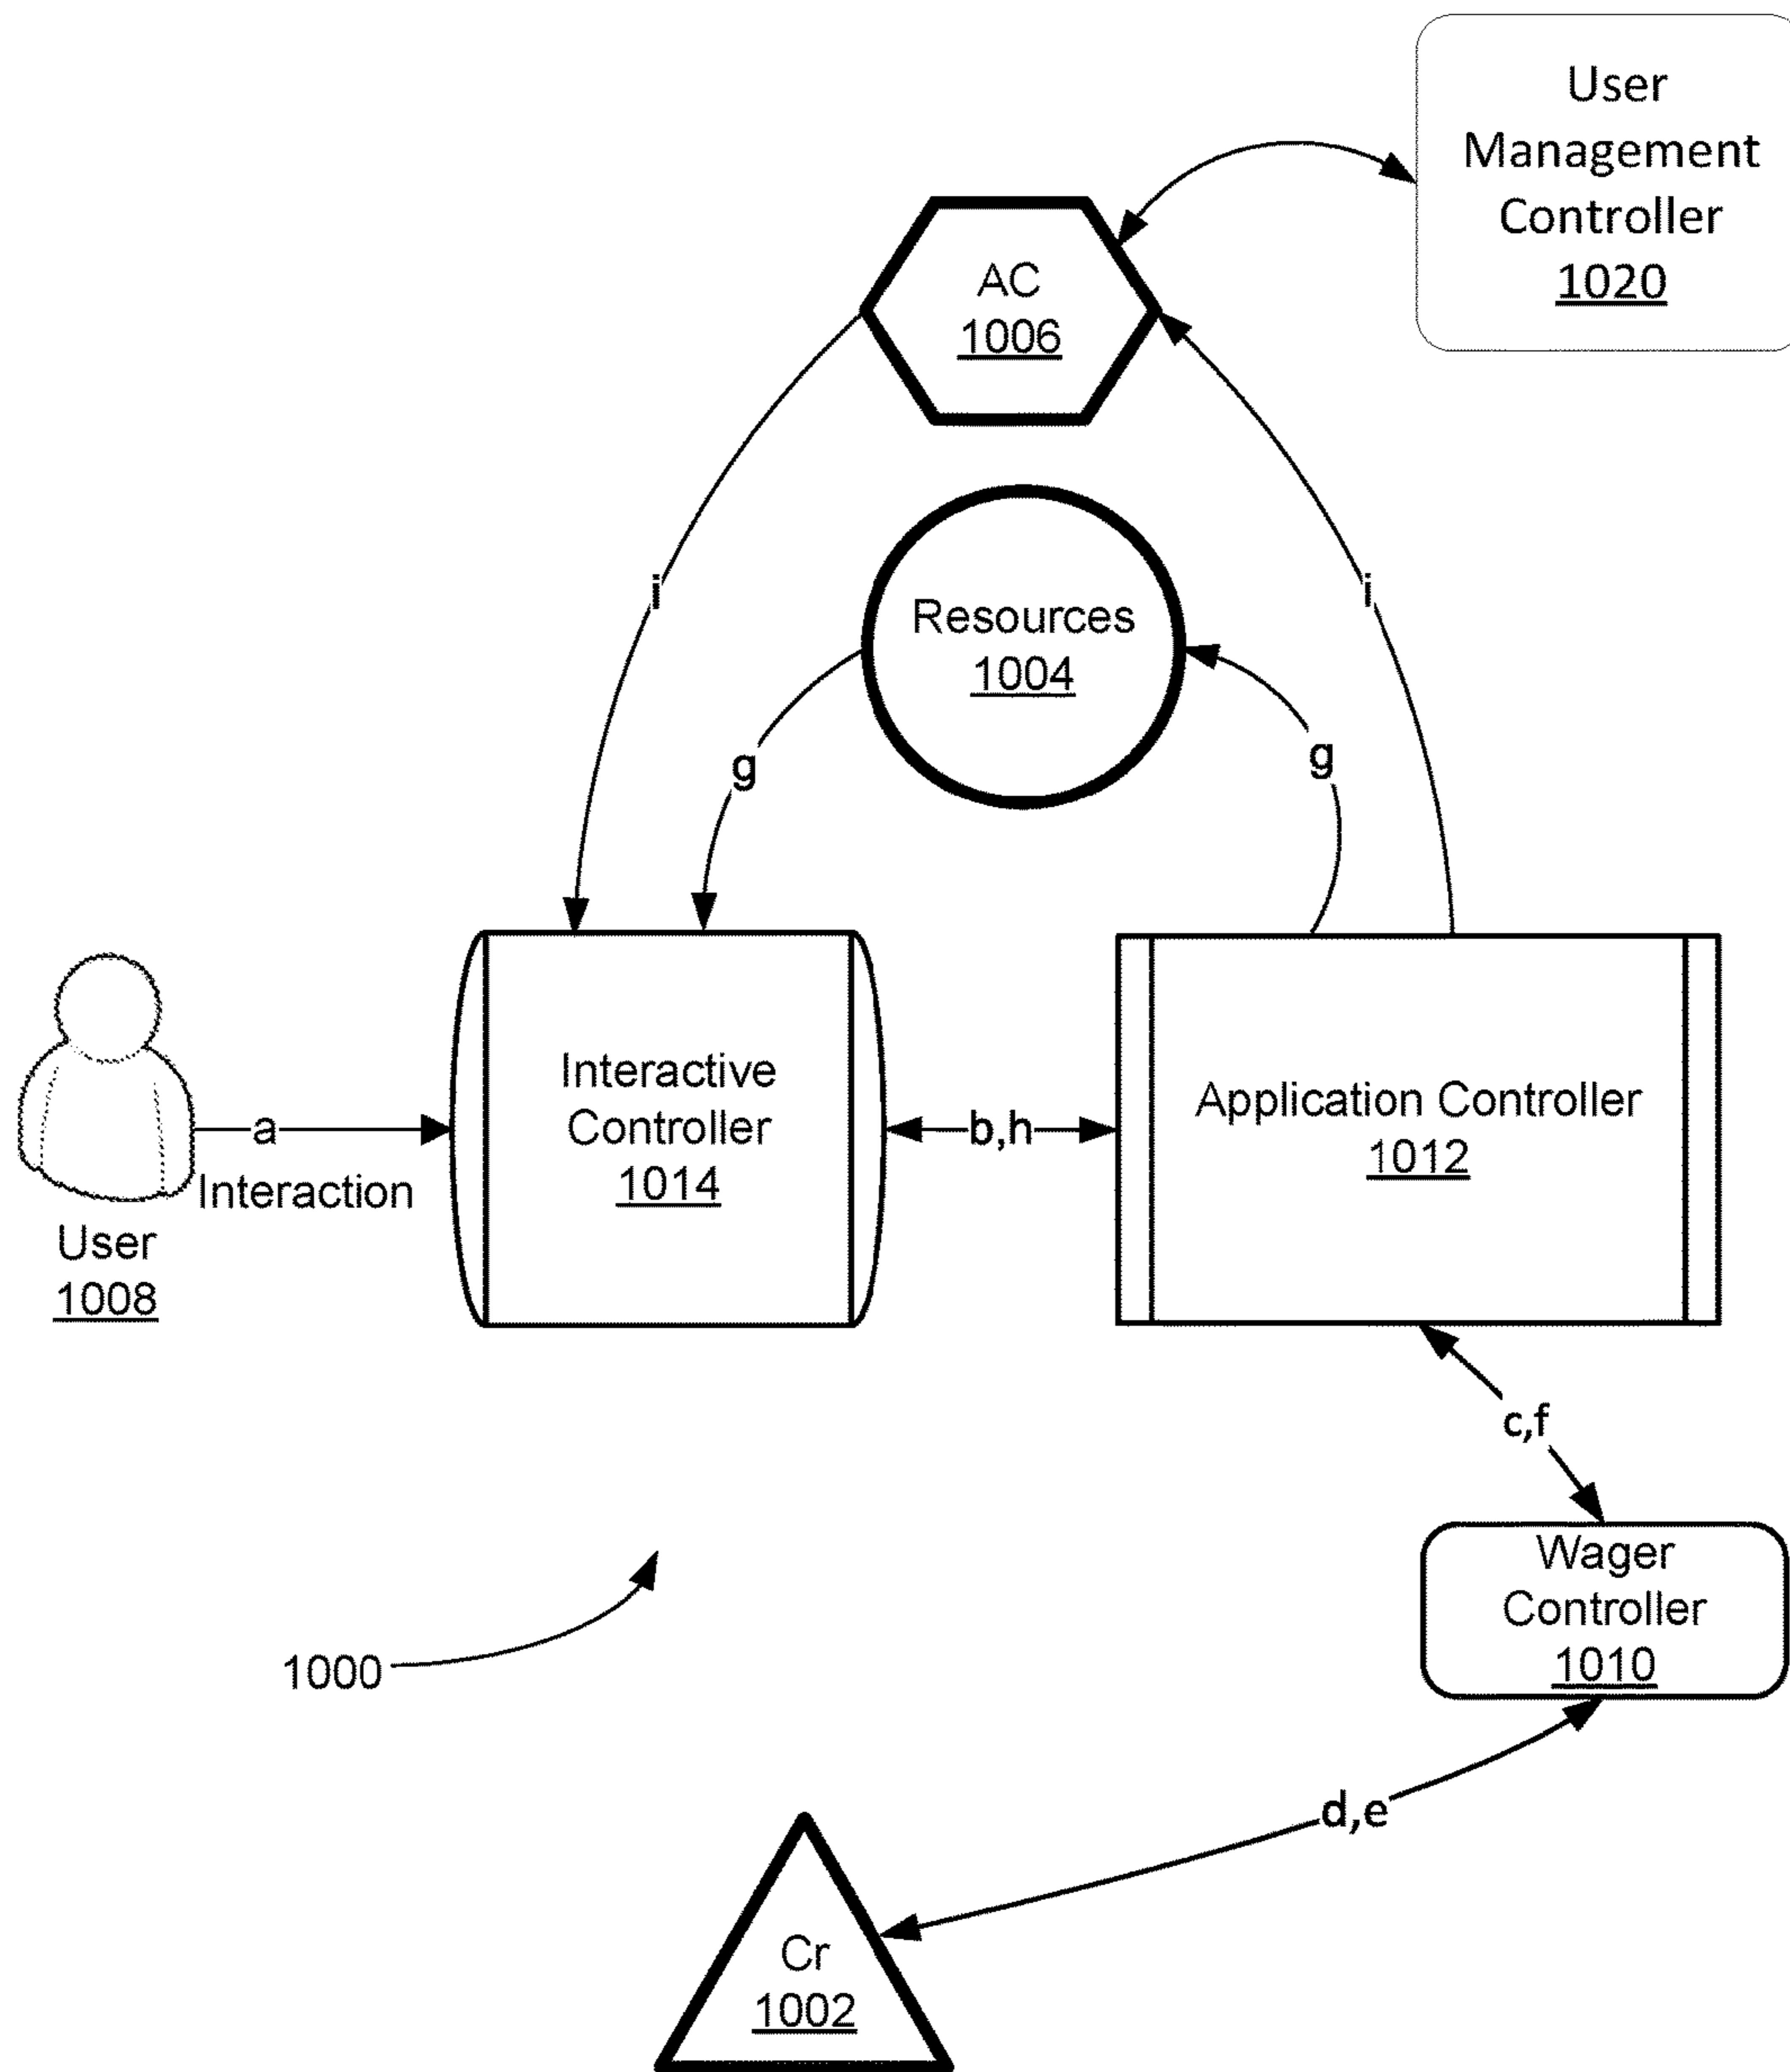 User
Management
Controller
1020
AC
1006
i
i
Resources
1004
g
g
Interactive
Controller
1014
Application Controller
1012
a
Interaction
b,h
User
1008
c,f
Wager
Controller
1010
1000
d,e
Cr
1002